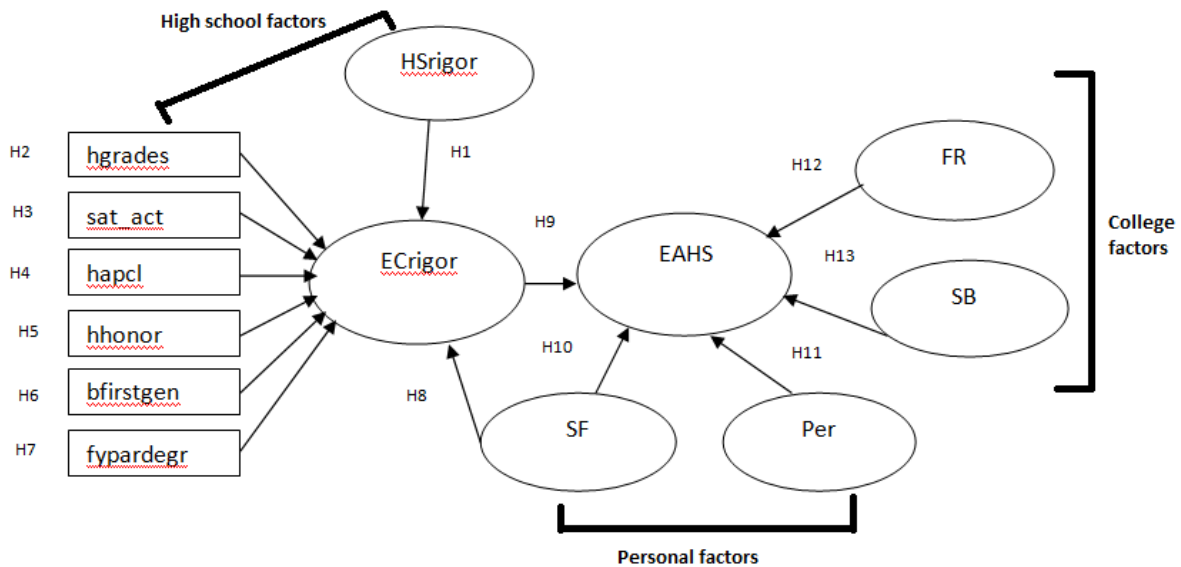 High school factors
HSrigor
H1
H2
hgrades
H3
sat_act
H4
hapcl
H5
hhonor
H6
bfirstgen
H7
fypardegr
ECrigor
H9
EAHS
H12
FR
H13
SB
College
factors
H8
H10
H11
SF
Per
Personal factors